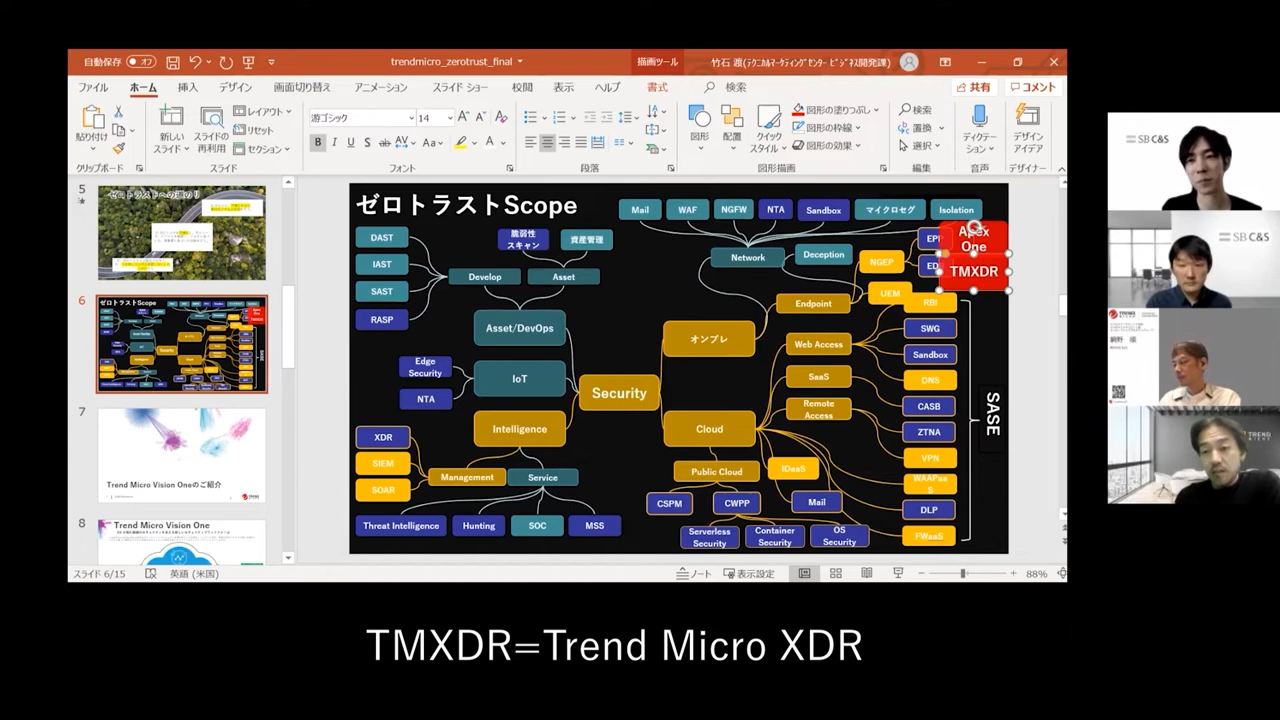 自動保存 オフ
trendmicro_zerotrust_final
描画ツール
竹石 渡(テクニカルマーケティングセンター ビジネス開発課)
ファイル ホーム 挿入 デザイン 画面切り替え アニメーション スライド ショー 校閲 表示 ヘルプ 書式 検索 共有 コメント
貼り付け
新しい
スライド
スライドの
再利用
レイアウト
リセット
セクション
游ゴシック 14
図形
配置
クイック
スタイル
図形の塗りつぶし
図形の枠線
図形の効果
検索
置換
選択
ディクテー
ション
デザイン
アイデア
クリップボード スライド フォント 段落 図形描画 編集 音声 デザイナー
5
ゼロトラストへの道のり
6
ゼロトラストScope
7
Trend Micro Vision Oneのご紹介
8
Trend Micro Vision One
ゼロトラストScope
Mail WAF NGFW NTA Sandbox マイクロセグ Isolation
DAST
IAST
SAST
RASP
脆弱性
スキャン
資産管理
Develop Asset
Asset/DevOps
Edge
Security
NTA
IoT
Intelligence
XDR
SIEM
SOAR
Management Service
Threat Intelligence Hunting SOC MSS
Security
Network Deception
オンプレ
Cloud
NGEP
UEM
Apex
One
TMXDR
Endpoint
Web Access
SaaS
Remote
Access
RBI
SWG
Sandbox
DNS
CASB
ZTNA
VPN
WAAPaa
S
DLP
FWaaS
SASE
Public Cloud IDaaS
CSPM CWPP Mail
Serverless
Security
Container
Security
OS
Security
スライド 6/15 英語 (米国) ノート 表示設定 88%
SB C&S
SB C&S
TREND
TMXDR=Trend Micro XDR